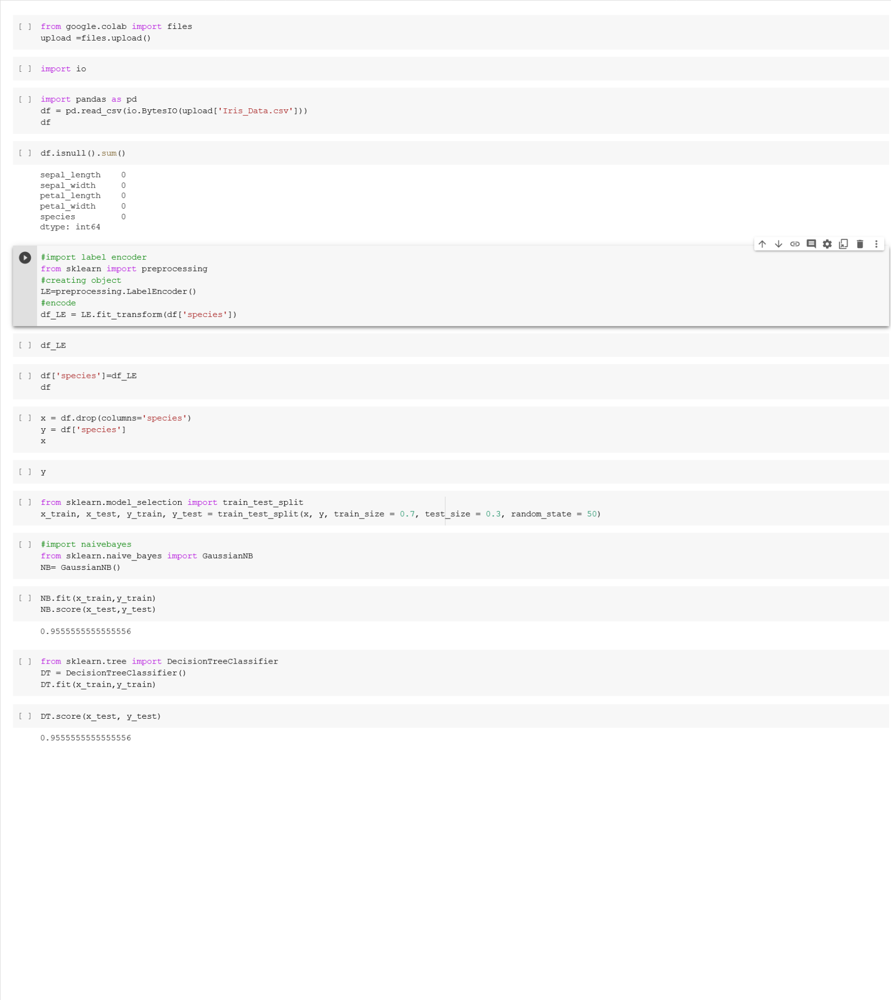 [ ] from google.colab import files
upload =files.upload()
[ ] import io
[ ] import pandas as pd
df = pd.read_csv(io.BytesIO(upload['Iris_Data.csv']))
df
[ ] df.isnull().sum()
sepal_length    0
sepal_width     0
petal_length    0
petal_width     0
species         0
dtype: int64
#import label encoder
from sklearn import preprocessing
#creating object
LE=preprocessing.LabelEncoder()
#encode
df_LE = LE.fit_transform(df['species'])
[ ] df_LE
[ ] df['species']=df_LE
df
[ ] x = df.drop(columns='species')
y = df['species']
x
[ ] y
[ ] from sklearn.model_selection import train_test_split
x_train, x_test, y_train, y_test = train_test_split(x, y, train_size = 0.7, test_size = 0.3, random_state = 50)
[ ] #import naivebayes
from sklearn.naive_bayes import GaussianNB
NB= GaussianNB()
[ ] NB.fit(x_train,y_train)
NB.score(x_test,y_test)
0.9555555555555556
[ ] from sklearn.tree import DecisionTreeClassifier
DT = DecisionTreeClassifier()
DT.fit(x_train,y_train)
[ ] DT.score(x_test, y_test)
0.9555555555555556